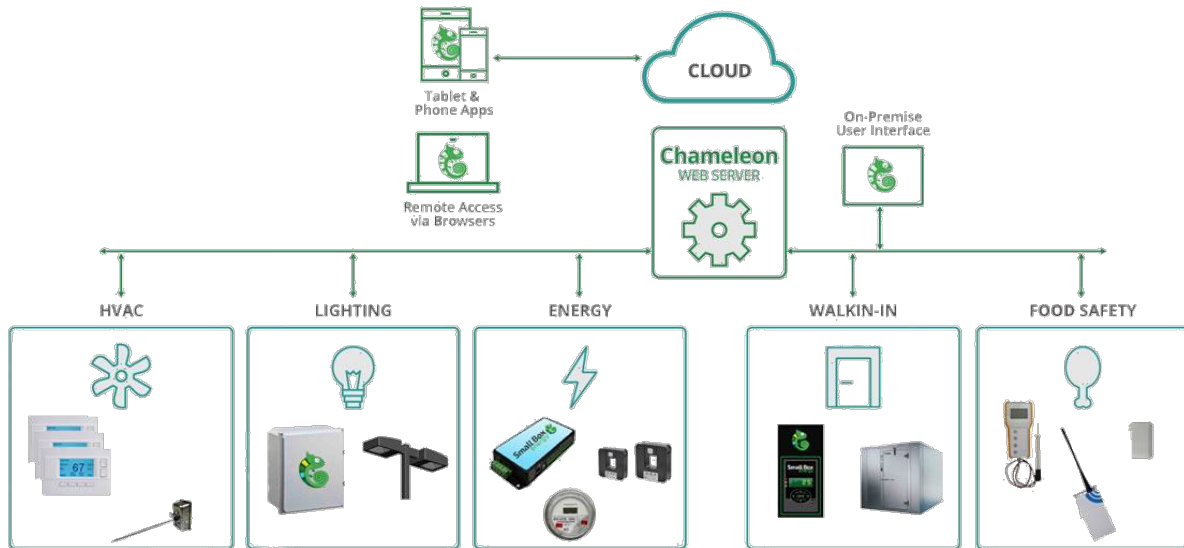 CLOUD
Tablet &
Phone Apps
On-Premise
User Interface
Chameleon
WEB SERVER
Remote Access
via Browsers
HVAC
LIGHTING
ENERGY
WALKIN-IN
FOOD SAFETY
67
Small Box
ENERGY
Small Box